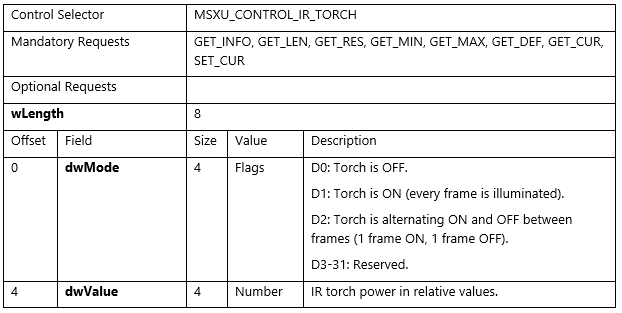 Control Selector MSXU_CONTROL_IR_TORCH
Mandatory Requests GET_INFO, GET_LEN, GET_RES, GET_MIN, GET_MAX, GET_DEF, GET_CUR,
SET_CUR
Optional Requests
wLength 8
Offset Field Size Value Description
0 dwMode 4 Flags D0: Torch is OFF.
D1: Torch is ON (every frame is illuminated).
D2: Torch is alternating ON and OFF between
frames (1 frame ON, 1 frame OFF).
D3-31: Reserved.
4 dwValue 4 Number IR torch power in relative values.